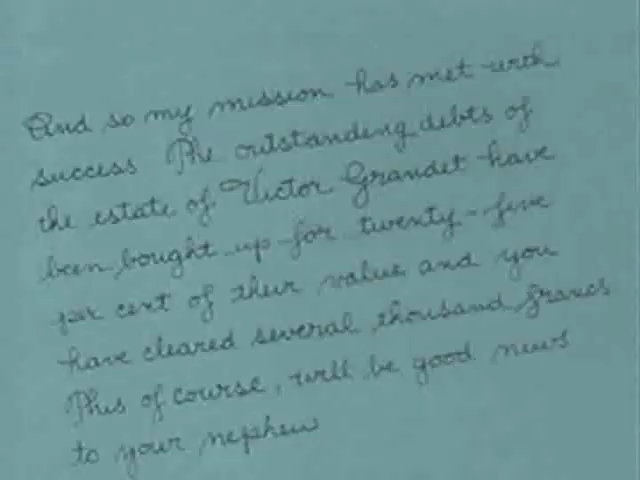 And so my mission has met with
success The outstanding debts of
the estate of Victor Grandet have
been bought up for twenty-five
per cent of their value and you
have cleared several thousand francs
This of course, will be good news
to your nephew